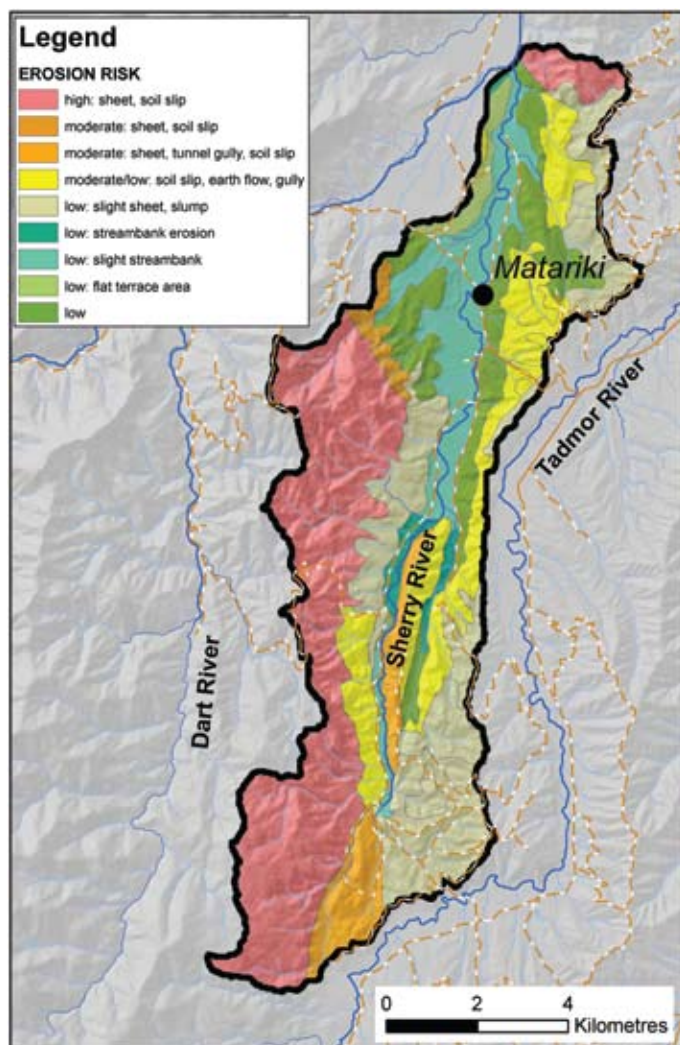 Legend
EROSION RISK
high: sheet, soil slip
moderate: sheet, soil slip
moderate: sheet, tunnel gully, soil slip
moderate/low: soil slip, earth flow, gully
low: slight sheet, slump
low: streambank erosion
low: slight streambank
low: flat terrace area
low
Matariki
Tadmor River
Sherry River
Dart River
0 2 4
Kilometres